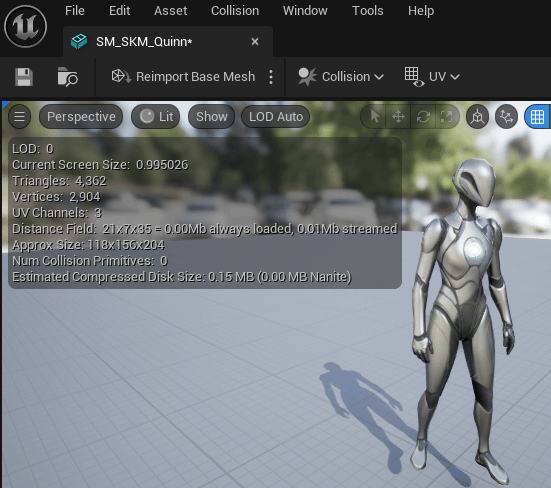 File Edit Asset Collision Window Tools Help
SM_SKM_Quinn*
Reimport Base Mesh Collision UV
Perspective Lit Show LOD Auto
LOD: 0
Current Screen Size: 0.995026
Triangles: 4,362
Vertices: 2,904
UV Channels: 3
Distance Field: 21x7x35 = 0.00Mb always loaded, 0.01Mb streamed
Approx Size: 118x156x204
Num Collision Primitives: 0
Estimated Compressed Disk Size: 0.15 MB (0.00 MB Nanite)